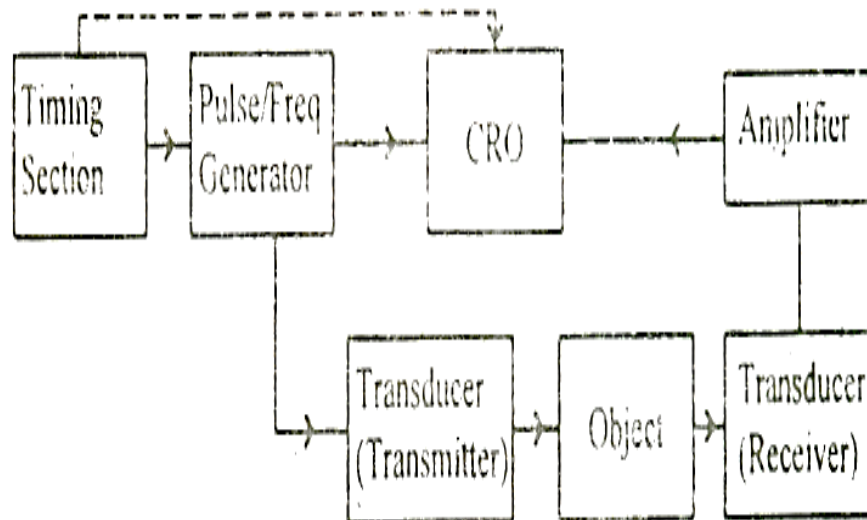 Timing
Section
Pulse/Freq
Generator
CRO
Amplifier
Transducer
(Transmitter)
Object
Transducer
(Receiver)